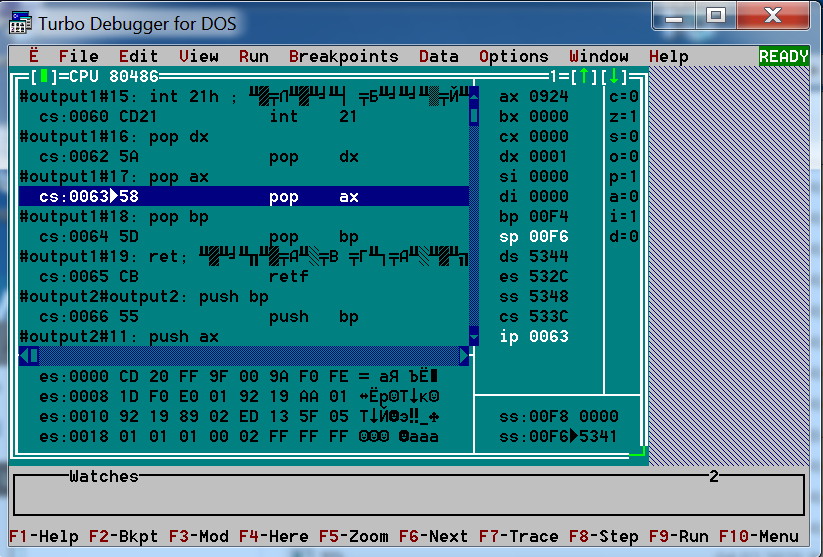 Turbo Debugger for DOS
Ë File Edit View Run Breakpoints Data Options Window Help READY
[■]=CPU 80486 1=[↑][↓]
#output1#15: int 21h ;
cs:0060 CD21 int 21
#output1#16: pop dx
cs:0062 5A pop dx
#output1#17: pop ax
cs:0063►58 pop ax
#output1#18: pop bp
cs:0064 5D pop bp
#output1#19: ret;
cs:0065 CB retf
#output2#output2: push bp
cs:0066 55 push bp
#output2#11: push ax
ax 0924 c=0
bx 0000 z=1
cx 0000 s=0
dx 0001 o=0
si 0000 p=1
di 0000 a=0
bp 00F4 i=1
sp 00F6 d=0
ds 5344
es 532C
ss 5348
cs 533C
ip 0063
es:0000 CD 20 FF 9F 00 9A F0 FE = аЯ ЪЁ■
es:0008 1D F0 E0 01 92 19 AA 01 ↔Ёр☺Т↓к☺
es:0010 92 19 89 02 ED 13 5F 05 Т↓Й☻э‼_♣
es:0018 01 01 01 00 02 FF FF FF ☺☺☺ ☻
ss:00F8 0000
ss:00F6►5341
Watches 2
F1-Help F2-Bkpt F3-Mod F4-Here F5-Zoom F6-Next F7-Trace F8-Step F9-Run F10-Menu